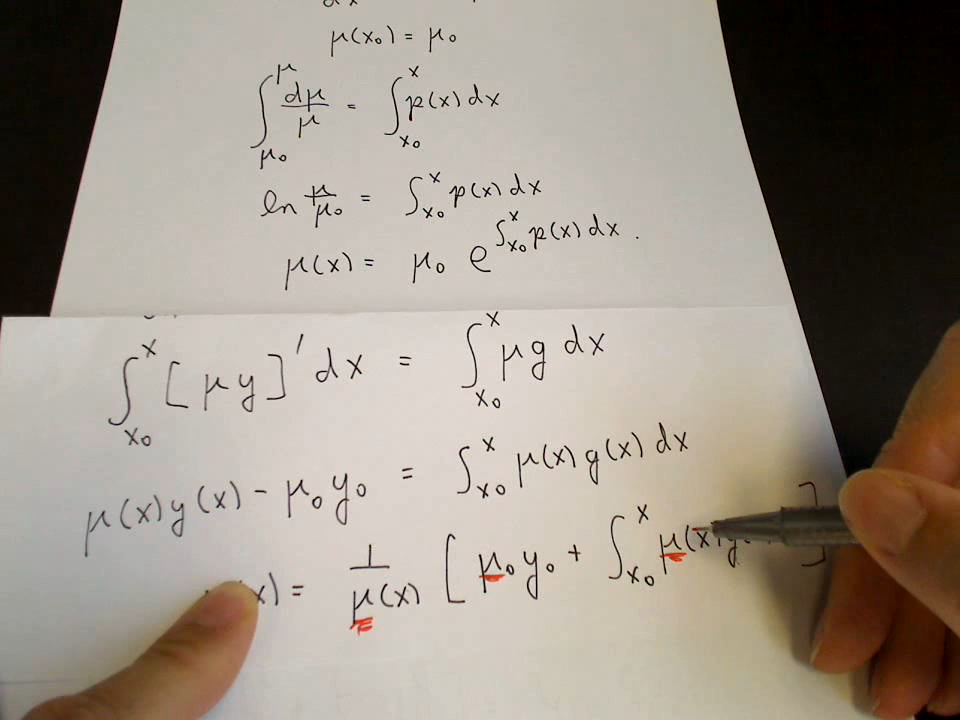 dx
μ(x₀) = μ₀
∫_{μ₀}^{μ} dμ/μ = ∫_{x₀}^{x} p(x) dx
ln μ/μ₀ = ∫_{x₀}^{x} p(x) dx
μ(x) = μ₀ e^{∫_{x₀}^{x} p(x) dx}.
∫_{x₀}^{x} [μy]′ dx = ∫_{x₀}^{x} μg dx
μ(x)y(x) - μ₀y₀ = ∫_{x₀}^{x} μ(x)g(x) dx
x) = 1/μ(x) [μ₀y₀ + ∫_{x₀}^{x} μ(x)g ]